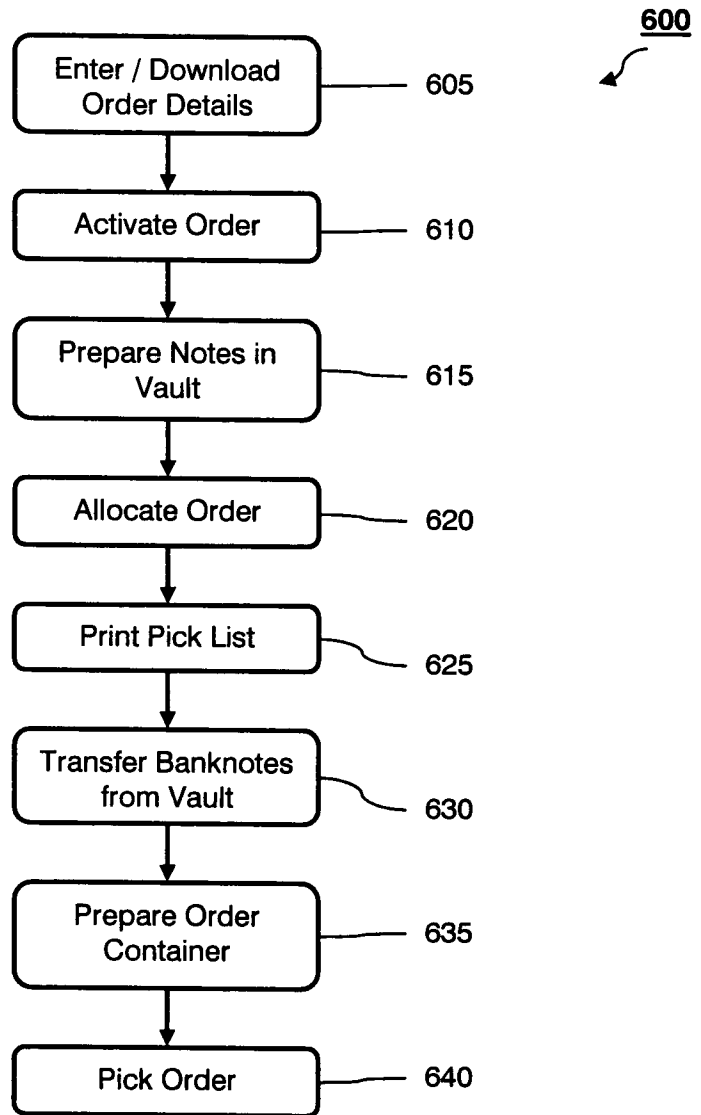 600
Enter / Download
Order Details
605
Activate Order
610
Prepare Notes in
Vault
615
Allocate Order
620
Print Pick List
625
Transfer Banknotes
from Vault
630
Prepare Order
Container
635
Pick Order
640